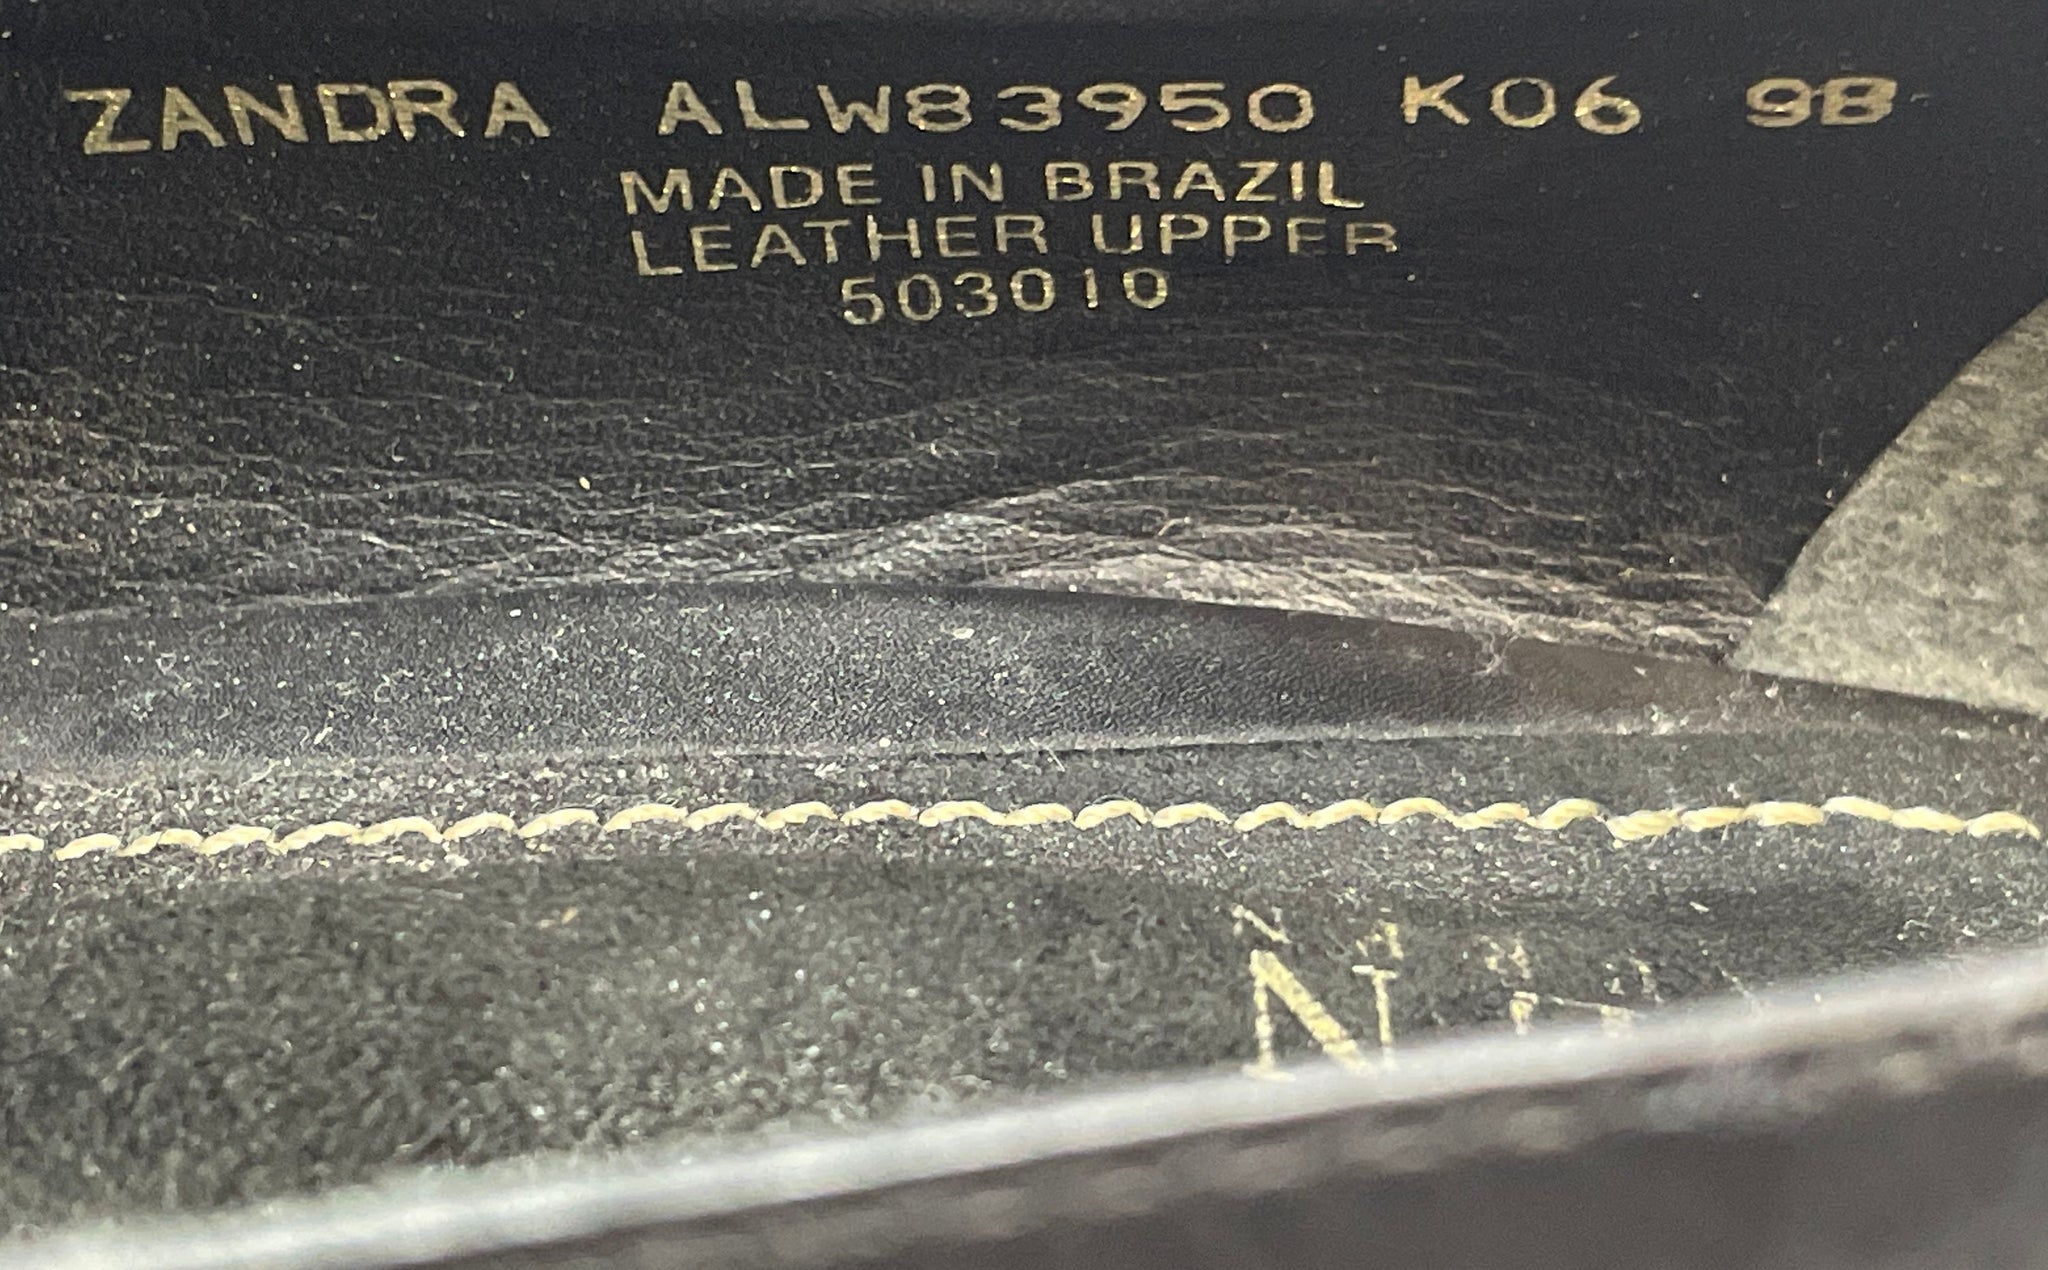 ZANDRA ALW83950 K06 9B
MADE IN BRAZIL
LEATHER UPPER
503010